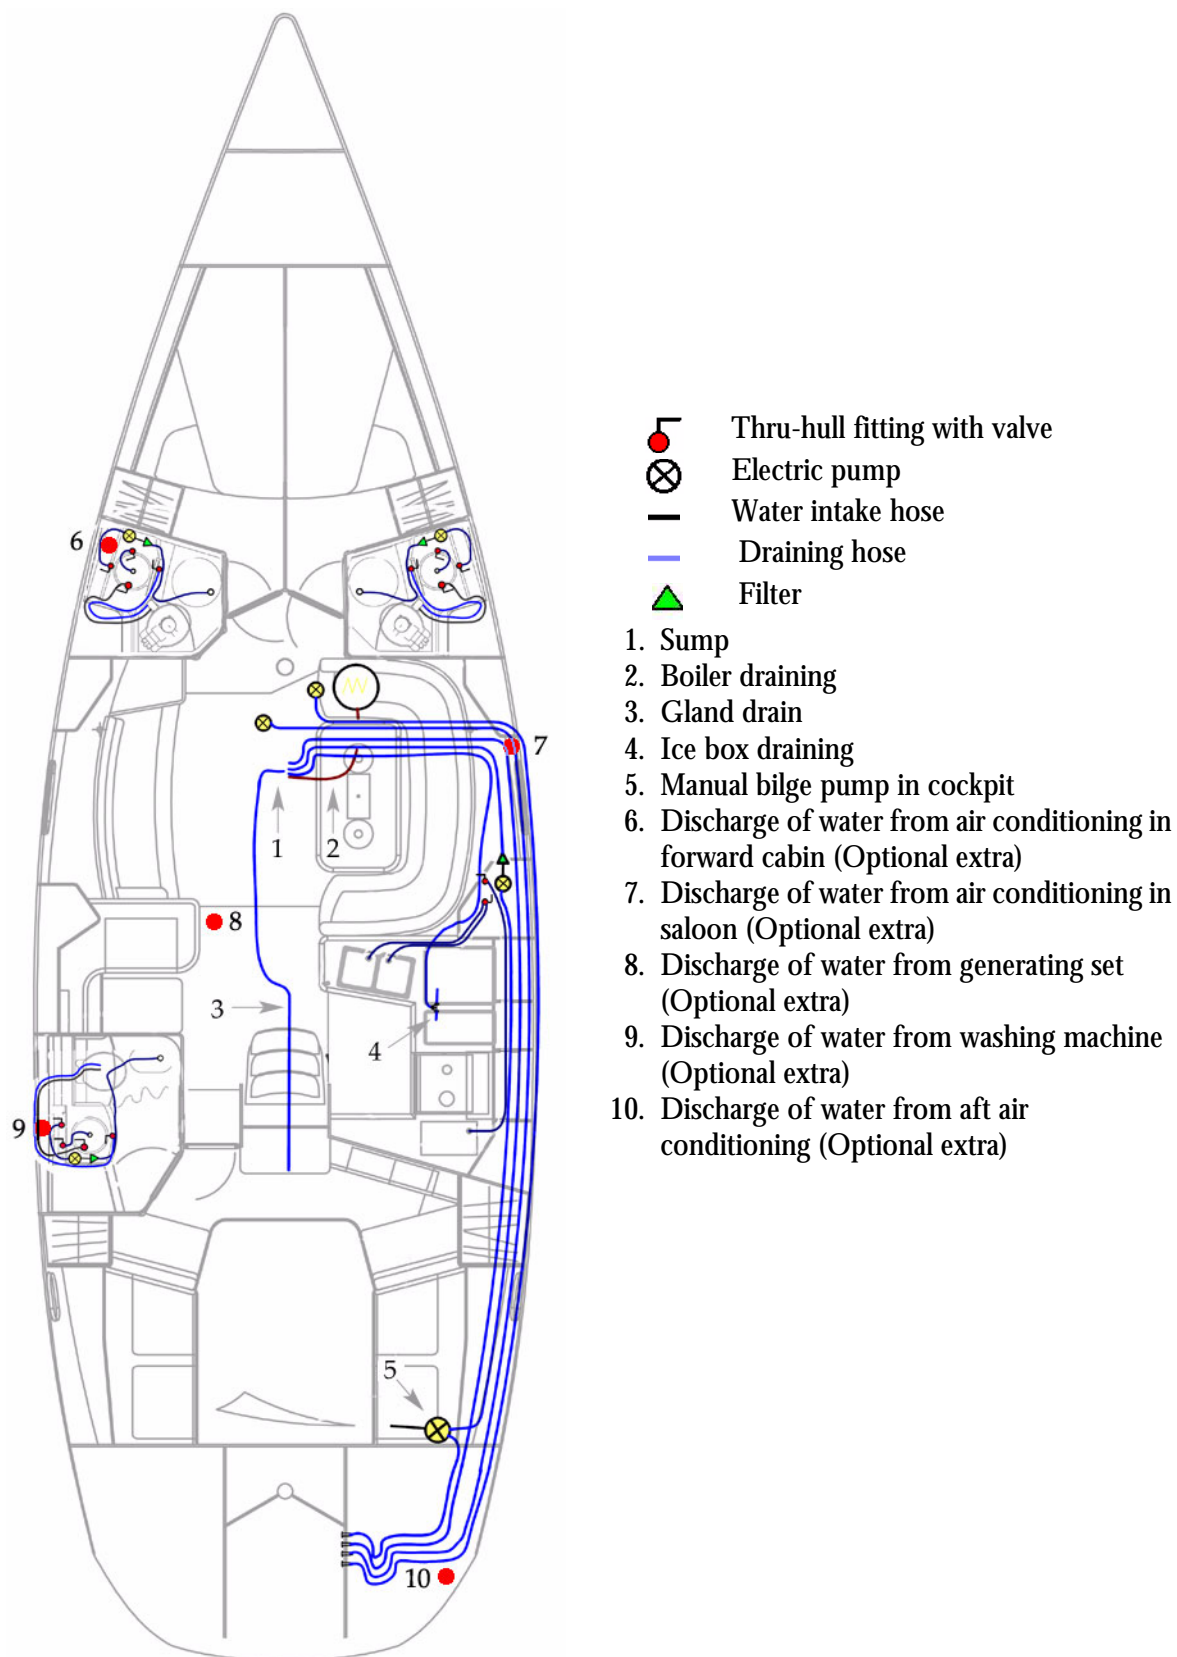 Thru-hull fitting with valve
Electric pump
Water intake hose
Draining hose
Filter
1. Sump
2. Boiler draining
3. Gland drain
4. Ice box draining
5. Manual bilge pump in cockpit
6. Discharge of water from air conditioning in
forward cabin (Optional extra)
7. Discharge of water from air conditioning in
saloon (Optional extra)
8. Discharge of water from generating set
(Optional extra)
9. Discharge of water from washing machine
(Optional extra)
10. Discharge of water from aft air
conditioning (Optional extra)
6
7
1
2
8
3
4
9
5
10